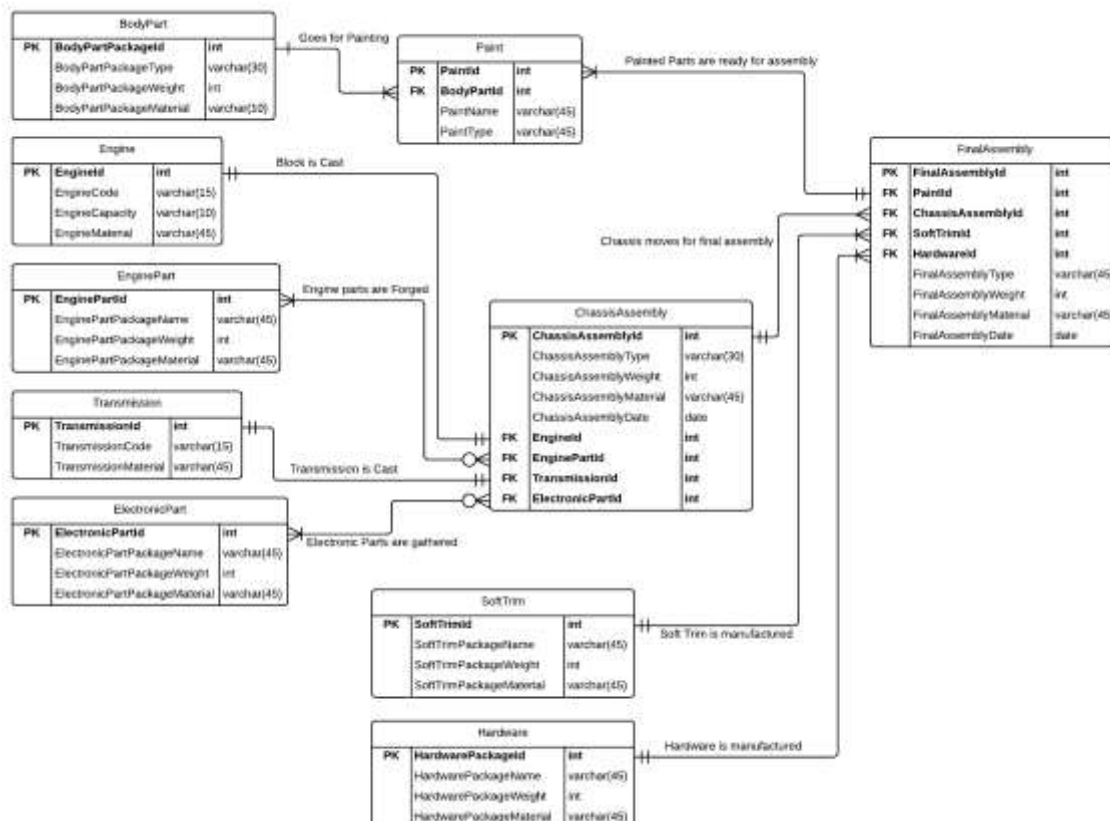 BodyPart
PK BodyPartPackageId int
BodyPartPackageType varchar(30)
BodyPartPackageWeight int
BodyPartPackageMaterial varchar(10)
Goes for Painting
Paint
PK PaintId int
FK BodyPartId int
PaintName varchar(45)
PaintType varchar(45)
Painted Parts are ready for assembly
Engine
PK EngineId int
EngineCode varchar(15)
EngineCapacity varchar(10)
EngineMaterial varchar(45)
Block is Cast
FinalAssembly
PK FinalAssemblyId int
FK PaintId int
FK ChassisAssemblyId int
FK SoftTrimId int
FK HardwareId int
FinalAssemblyType varchar(45)
FinalAssemblyWeight int
FinalAssemblyMaterial varchar(45)
FinalAssemblyDate date
Chassis moves for final assembly
EnginePart
PK EnginePartId int
EnginePartPackageName varchar(45)
EnginePartPackageWeight int
EnginePartPackageMaterial varchar(45)
Engine parts are Forged
ChassisAssembly
PK ChassisAssemblyId int
ChassisAssemblyType varchar(30)
ChassisAssemblyWeight int
ChassisAssemblyMaterial varchar(45)
ChassisAssemblyDate date
FK EngineId int
FK EnginePartId int
FK TransmissionId int
FK ElectronicPartId int
Transmission
PK TransmissionId int
TransmissionCode varchar(15)
TransmissionMaterial varchar(45)
Transmission is Cast
ElectronicPart
PK ElectronicPartId int
ElectronicPartPackageName varchar(45)
ElectronicPartPackageWeight int
ElectronicPartPackageMaterial varchar(45)
Electronic Parts are gathered
SoftTrim
PK SoftTrimId int
SoftTrimPackageName varchar(45)
SoftTrimPackageWeight int
SoftTrimPackageMaterial varchar(45)
Soft Trim is manufactured
Hardware
PK HardwarePackageId int
HardwarePackageName varchar(45)
HardwarePackageWeight int
HardwarePackageMaterial varchar(45)
Hardware is manufactured